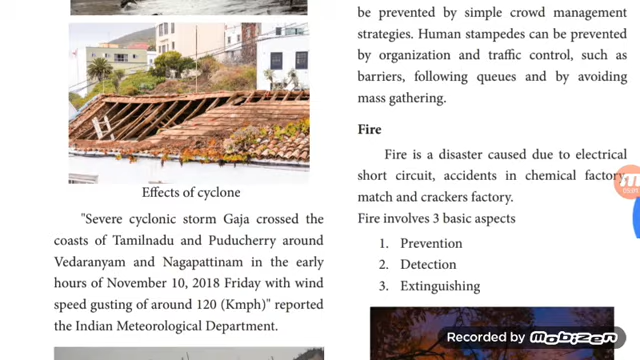 Effects of cyclone
"Severe cyclonic storm Gaja crossed the
coasts of Tamilnadu and Puducherry around
Vedaranyam and Nagapattinam in the early
hours of November 10, 2018 Friday with wind
speed gusting of around 120 (Kmph)" reported
the Indian Meteorological Department.
be prevented by simple crowd management
strategies. Human stampedes can be prevented
by organization and traffic control, such as
barriers, following queues and by avoiding
mass gathering.
Fire
Fire is a disaster caused due to electrical
short circuit, accidents in chemical factory,
match and crackers factory.
Fire involves 3 basic aspects
1. Prevention
2. Detection
3. Extinguishing
Recorded by mobizen